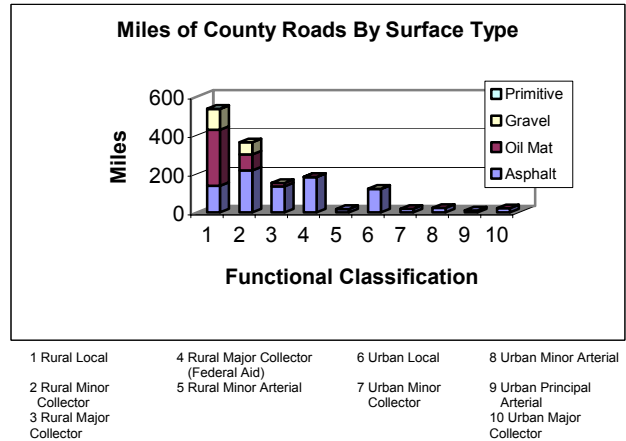 Miles of County Roads By Surface Type
600
400
200
0
Miles
1 2 3 4 5 6 7 8 9 10
Functional Classification
Primitive
Gravel
Oil Mat
Asphalt
1 Rural Local
2 Rural Minor
Collector
3 Rural Major
Collector
4 Rural Major Collector
(Federal Aid)
5 Rural Minor Arterial
6 Urban Local
7 Urban Minor
Collector
8 Urban Minor Arterial
9 Urban Principal
Arterial
10 Urban Major
Collector